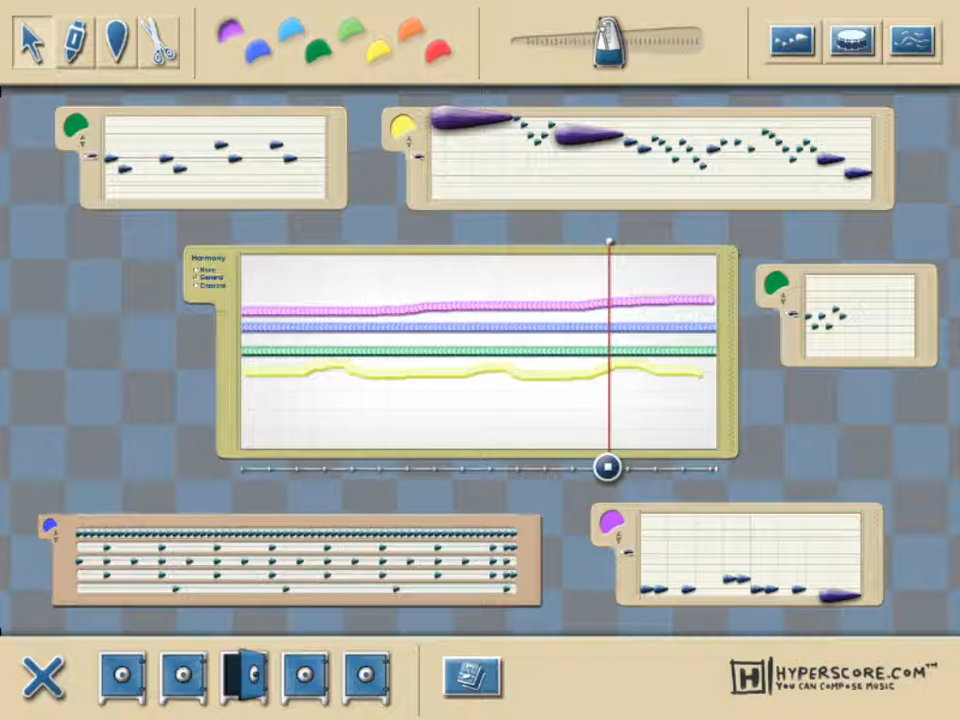 Harmony
None
General
Classical
HYPERSCORE.COM™
YOU CAN COMPOSE MUSIC